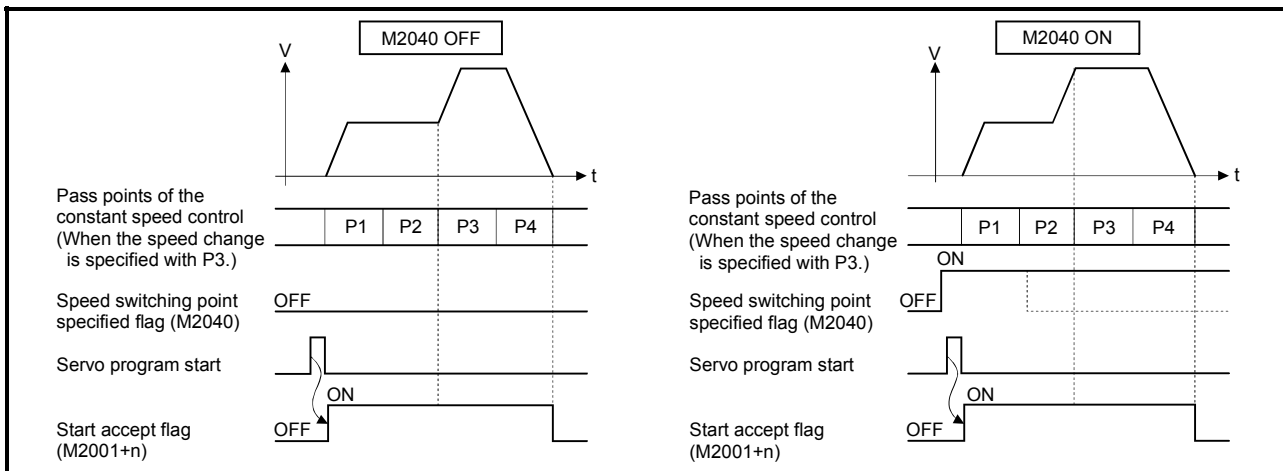 M2040 OFF
V
t
Pass points of the
constant speed control
(When the speed change
is specified with P3.)
P1 P2 P3 P4
Speed switching point
specified flag (M2040)
OFF
Servo program start
ON
Start accept flag
(M2001+n)
OFF
M2040 ON
V
t
Pass points of the
constant speed control
(When the speed change
is specified with P3.)
P1 P2 P3 P4
ON
Speed switching point
specified flag (M2040)
OFF
Servo program start
ON
Start accept flag
(M2001+n)
OFF